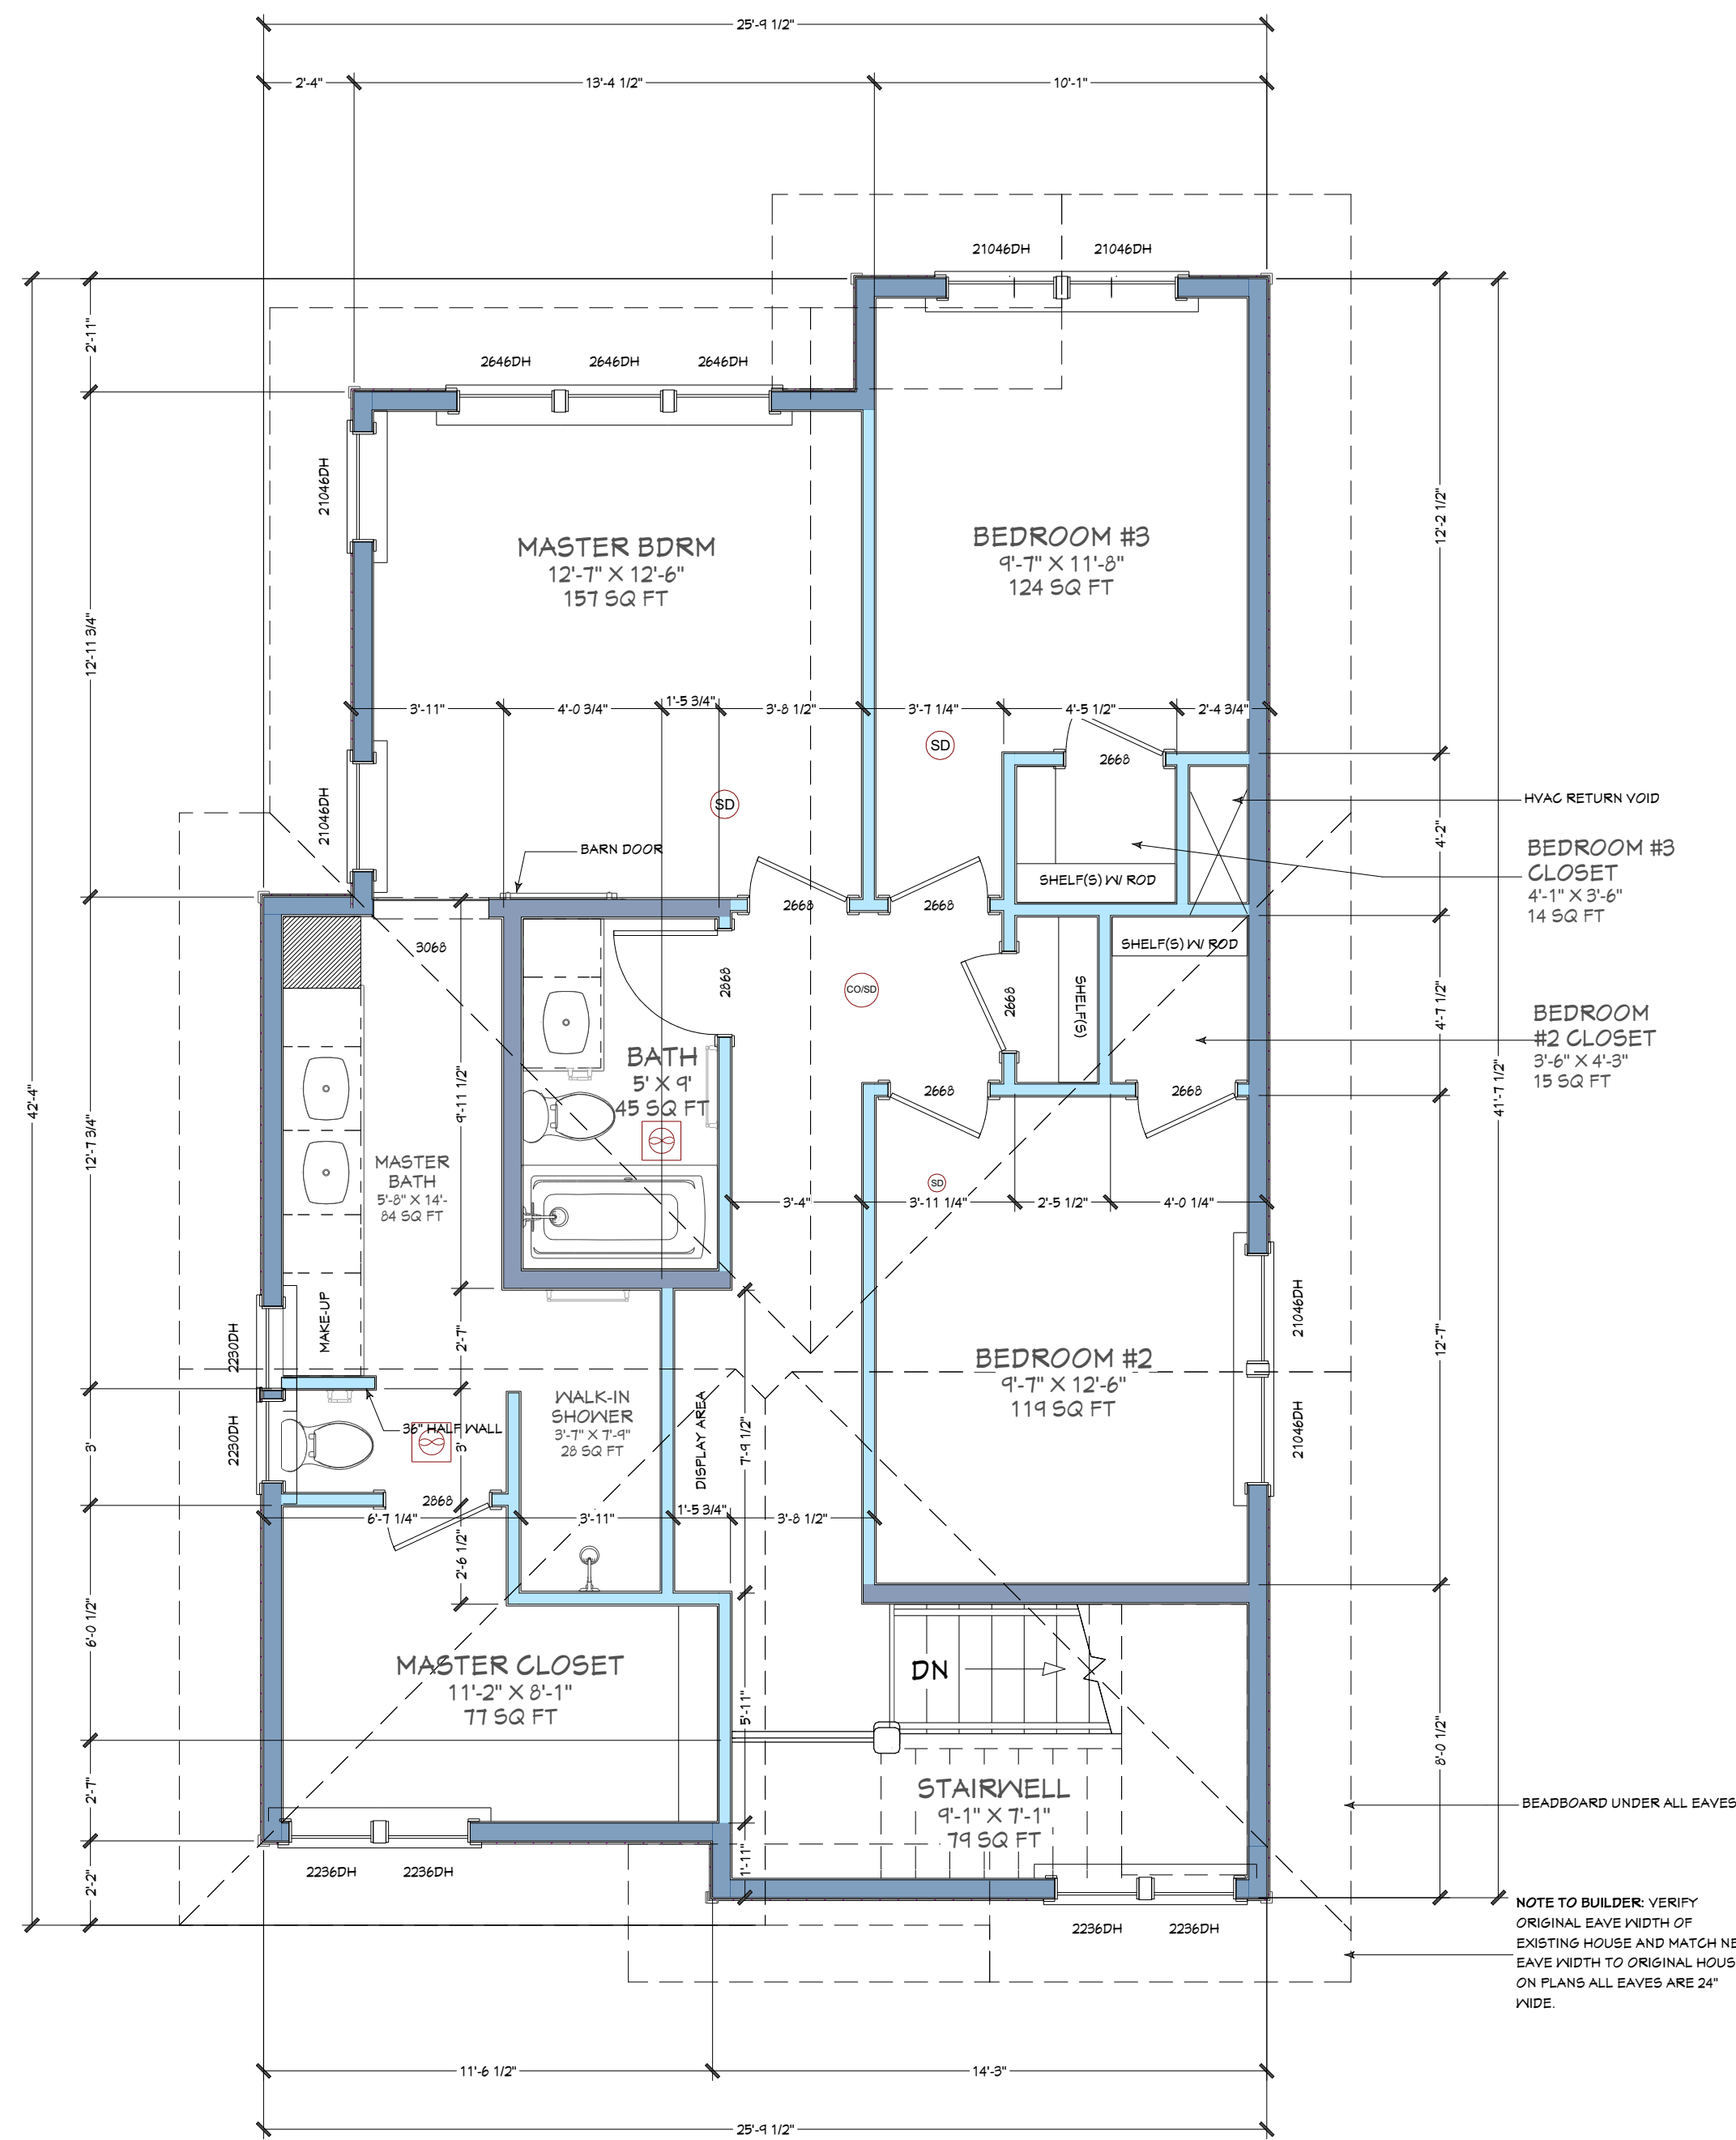 25'-9 1/2"
2'-4"
13'-4 1/2"
10'-1"
21046DH
21046DH
2'-11"
2646DH
2646DH
2646DH
21046DH
12'-2 1/2"
MASTER BDRM
12'-7" X 12'-6"
157 SQ FT
BEDROOM #3
9'-7" X 11'-8"
124 SQ FT
12'-11 3/4"
3'-11"
4'-0 3/4"
1'-5 3/4"
3'-8 1/2"
3'-7 1/4"
4'-5 1/2"
2'-4 3/4"
SD
2668
SD
21046DH
HVAC RETURN VOID
4'-2"
BARN DOOR
BEDROOM #3
CLOSET
4'-1" X 3'-6"
14 SQ FT
SHELF(S) W/ ROD
2668
2668
3068
SHELF(S) W/ ROD
2868
CO/SD
2668
SHELF(S)
4'-7 1/2"
BEDROOM
#2 CLOSET
3'-6" X 4'-3"
15 SQ FT
BATH
5' X 9'
45 SQ FT
2668
2668
42'-4"
41'-7 1/2"
9'-11 1/2"
12'-7 3/4"
MASTER
BATH
5'-8" X 14'-
84 SQ FT
SD
3'-4"
3'-11 1/4"
2'-5 1/2"
4'-0 1/4"
21046DH
MAKE-UP
2230DH
2'-7"
12'-7"
BEDROOM #2
9'-7" X 12'-6"
119 SQ FT
WALK-IN
SHOWER
3'-7" X 7'-9"
28 SQ FT
DISPLAY AREA
7'-9 1/2"
36" HALF WALL
2230DH
3'
3'
21046DH
2868
6'-7 1/4"
3'-11"
1'-5 3/4"
3'-8 1/2"
2'-6 1/2"
6'-0 1/2"
MASTER CLOSET
11'-2" X 8'-1"
77 SQ FT
DN
5'-11"
8'-0 1/2"
2'-7"
STAIRWELL
9'-1" X 7'-1"
79 SQ FT
BEADBOARD UNDER ALL EAVES
1'-11"
2'-2"
2236DH
2236DH
2236DH
2236DH
NOTE TO BUILDER: VERIFY
ORIGINAL EAVE WIDTH OF
EXISTING HOUSE AND MATCH NE
EAVE WIDTH TO ORIGINAL HOUS
ON PLANS ALL EAVES ARE 24"
WIDE.
11'-6 1/2"
14'-3"
25'-9 1/2"